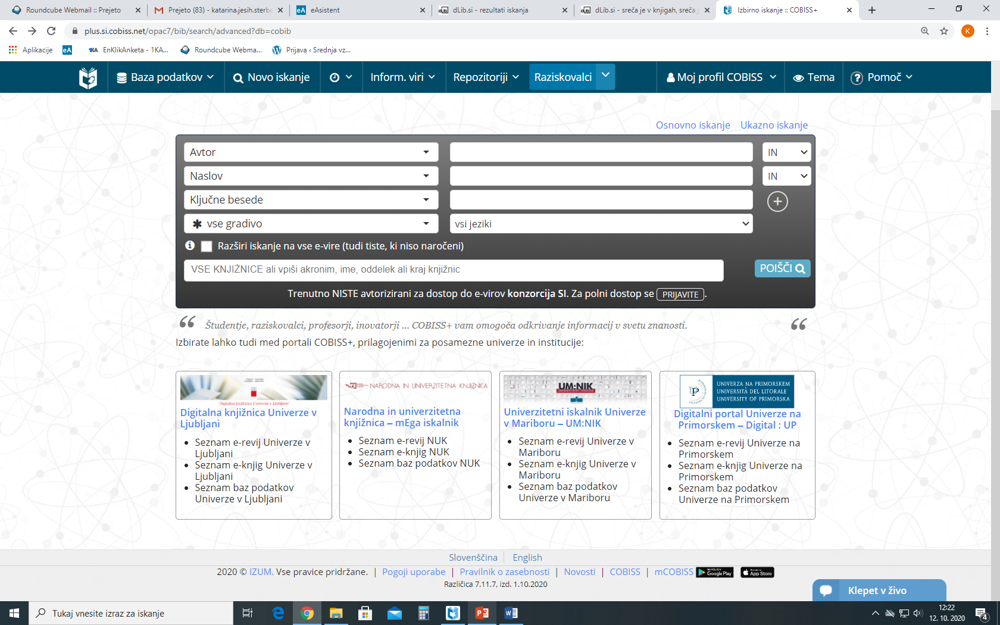 Roundcube Webmail :: Prejeto
Prejeto (83) - katarina.jesih.sterbe
eAsistent
dLib.si - rezultati iskanja
dLib.si - sreča je v knjigah, sreča j
Izbirno iskanje :: COBISS+
plus.si.cobiss.net/opac7/bib/search/advanced?db=cobib
K
Aplikacije
eA
1KA
EnKlikAnketa - 1KA...
Roundcube Webma...
Prijava ‹ Srednja vz...
Baza podatkov
Novo iskanje
Inform. viri
Repozitoriji
Raziskovalci
Moj profil COBISS
Tema
Pomoč
Osnovno iskanje
Ukazno iskanje
Avtor
IN
Naslov
IN
Ključne besede
vse gradivo
vsi jeziki
Razširi iskanje na vse e-vire (tudi tiste, ki niso naročeni)
VSE KNJIŽNICE ali vpiši akronim, ime, oddelek ali kraj knjižnic
POIŠČI
Trenutno NISTE avtorizirani za dostop do e-virov konzorcija SI. Za polni dostop se PRIJAVITE.
Študentje, raziskovalci, profesorji, inovatorji ... COBISS+ vam omogoča odkrivanje informacij v svetu znanosti.
Izbirate lahko tudi med portali COBISS+, prilagojenimi za posamezne univerze in institucije:
Digitalna knjižnica Univerze v Ljubljani
Digitalna knjižnica Univerze v
Ljubljani
Seznam e-revij Univerze v
Ljubljani
Seznam e-knjig Univerze v
Ljubljani
Seznam baz podatkov
Univerze v Ljubljani
NARODNA IN UNIVERZITETNA KNJIŽNICA
Narodna in univerzitetna
knjižnica – mEga iskalnik
Seznam e-revij NUK
Seznam e-knjig NUK
Seznam baz podatkov NUK
UM:NIK
Univerzitetni iskalnik Univerze
v Mariboru – UM:NIK
Seznam e-revij Univerze v
Mariboru
Seznam e-knjig Univerze v
Mariboru
Seznam baz podatkov
Univerze v Mariboru
UP
UNIVERZA NA PRIMORSKEM
UNIVERSITÀ DEL LITORALE
UNIVERSITY OF PRIMORSKA
Digitalni portal Univerze na
Primorskem – Digital : UP
Seznam e-revij Univerze na
Primorskem
Seznam e-knjig Univerze na
Primorskem
Seznam baz podatkov
Univerze na Primorskem
Slovenščina
English
2020 © IZUM. Vse pravice pridržane. | Pogoji uporabe | Pravilnik o zasebnosti | Novosti | COBISS | mCOBISS
Google Play
App Store
Različica 7.11.7, izd. 1.10.2020
Klepet v živo
Tukaj vnesite izraz za iskanje
12:22
12. 10. 2020
4